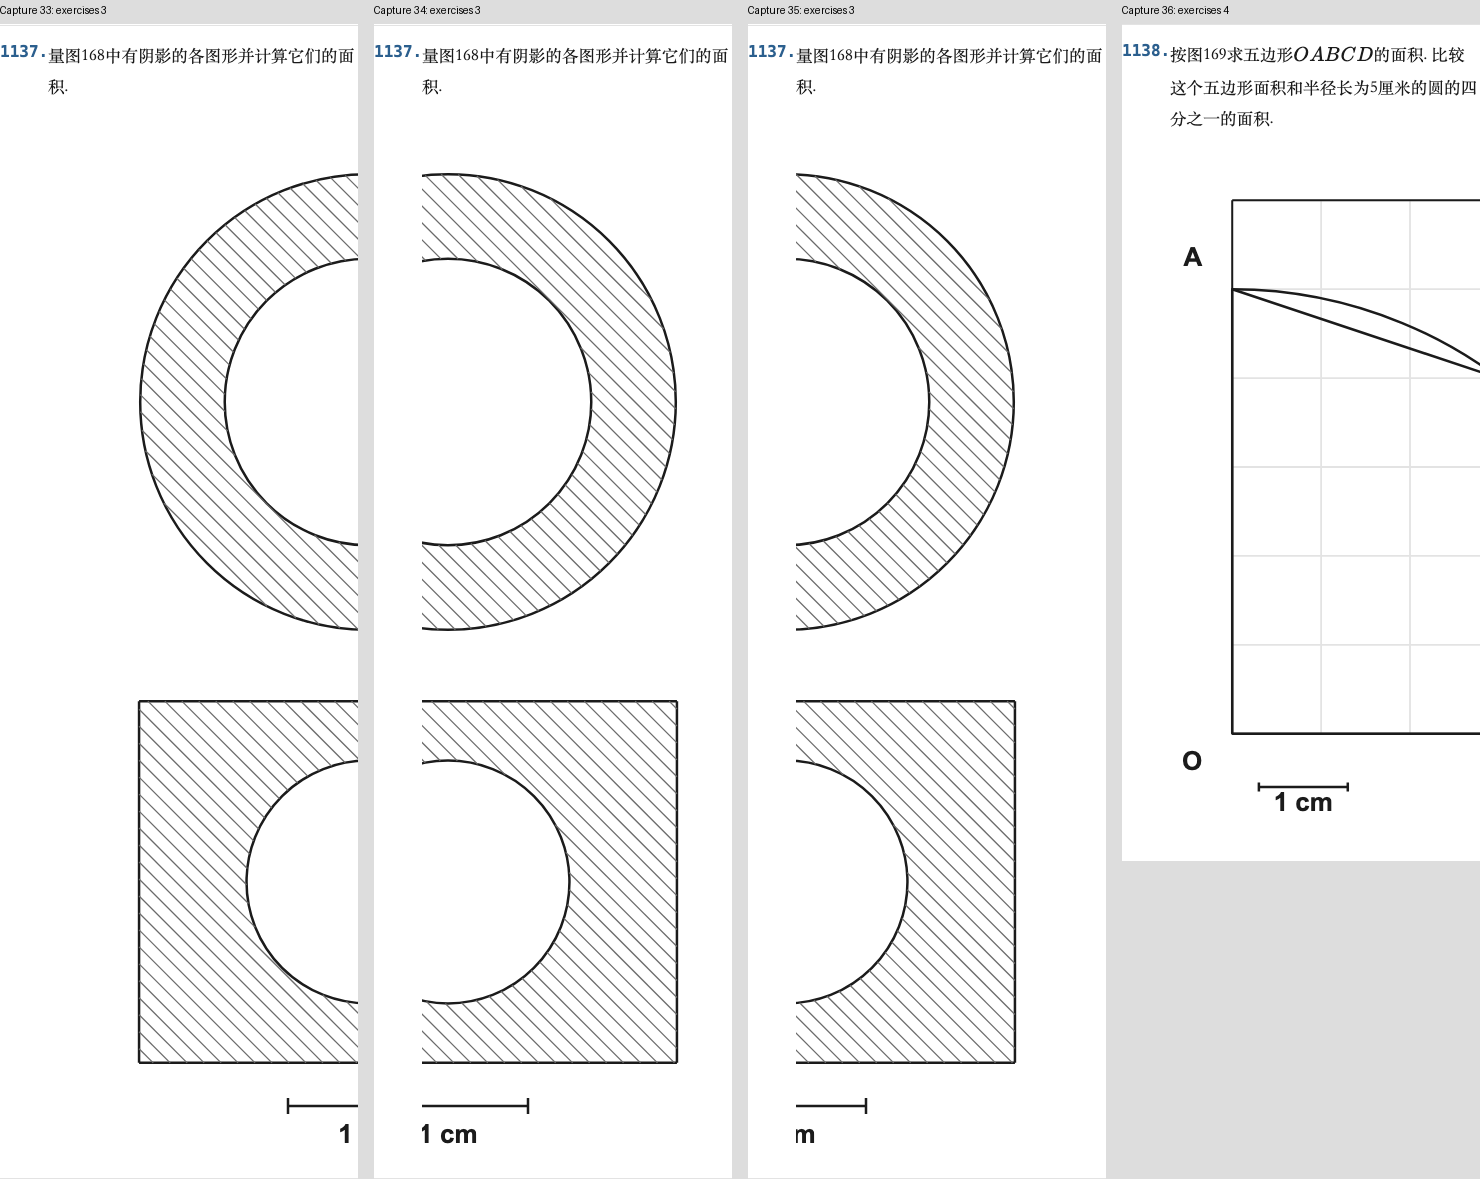 Capture 33: exercises 3
1137. 量图168中有阴影的各图形并计算它们的面
积.
1
Capture 34: exercises 3
1137. 量图168中有阴影的各图形并计算它们的面
积.
1 cm
Capture 35: exercises 3
1137. 量图168中有阴影的各图形并计算它们的面
积.
m
Capture 36: exercises 4
1138. 按图169求五边形OABCD的面积. 比较
这个五边形面积和半径长为5厘米的圆的四
分之一的面积.
A
O
1 cm